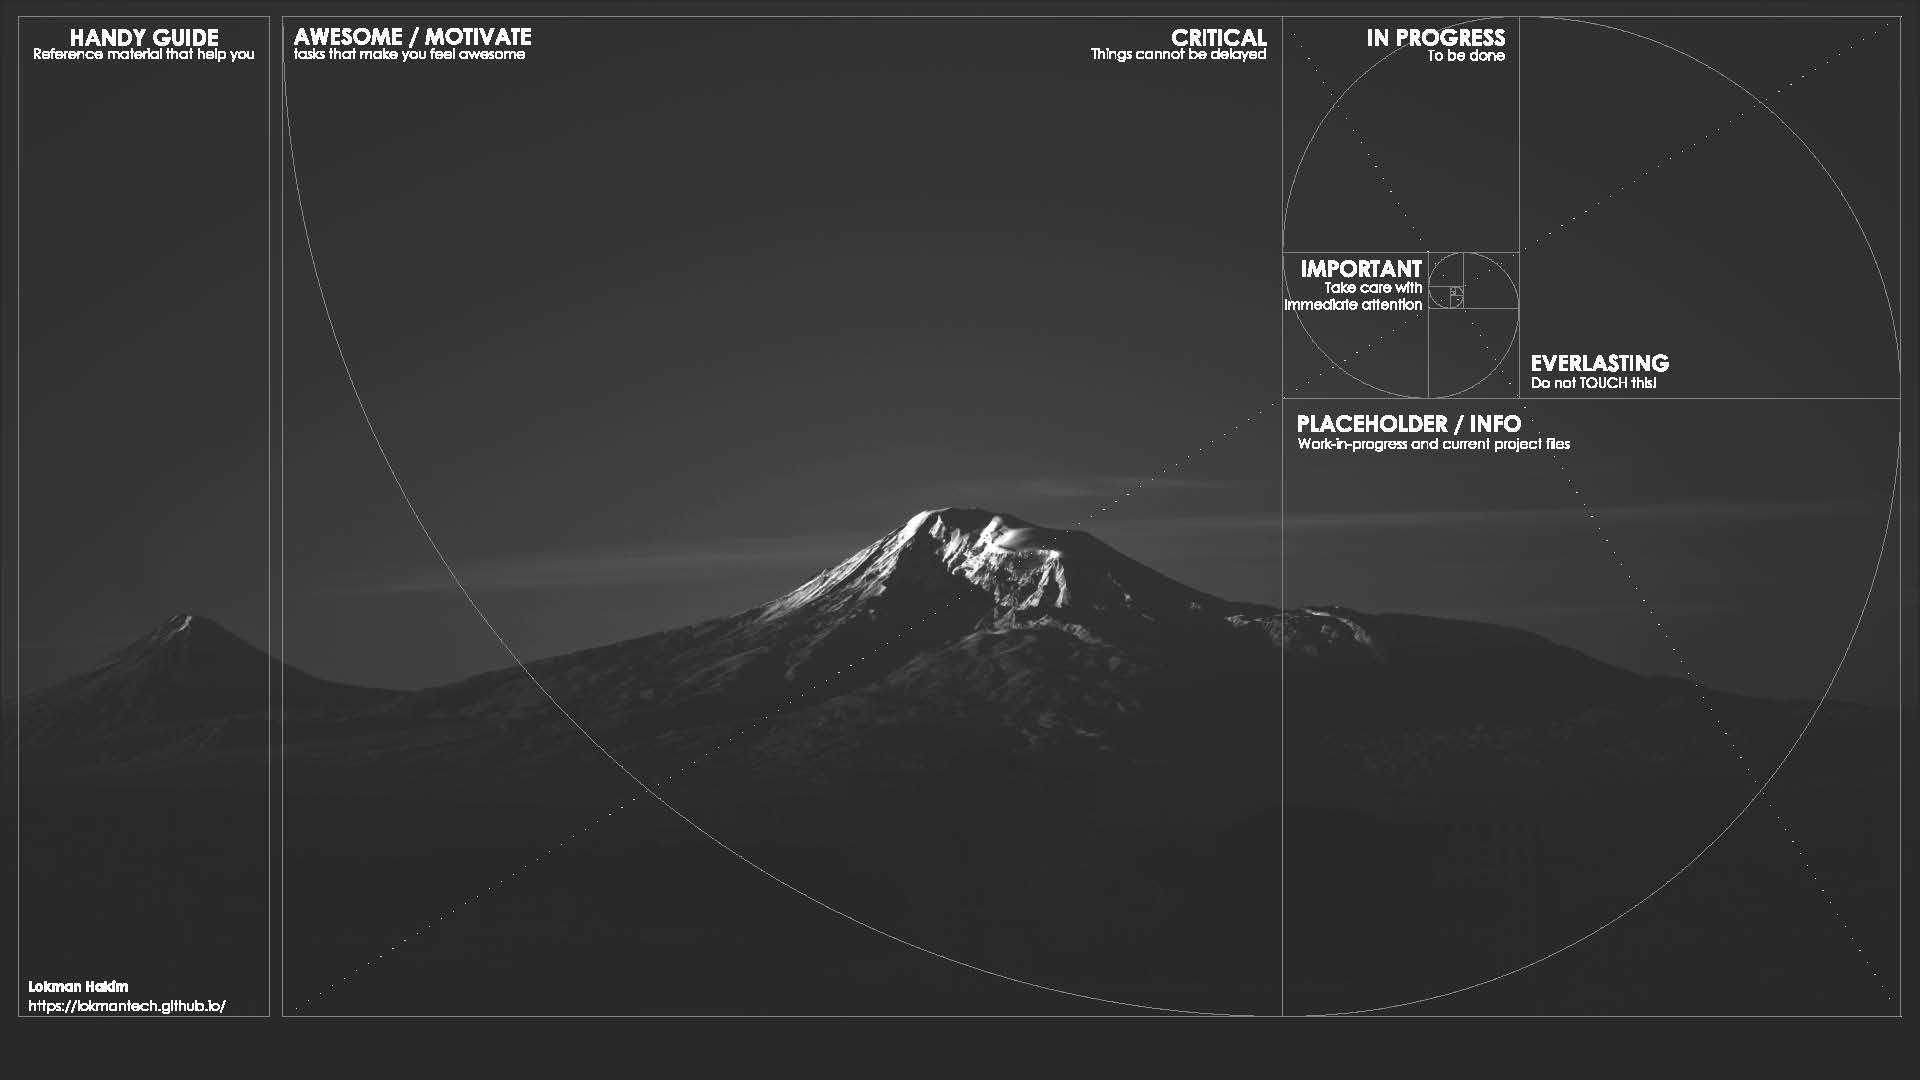 HANDY GUIDE
Reference material that help you
AWESOME / MOTIVATE
tasks that make you feel awesome
CRITICAL
Things cannot be delayed
IN PROGRESS
To be done
IMPORTANT
Take care with
immediate attention
EVERLASTING
Do not TOUCH this!
PLACEHOLDER / INFO
Work-in-progress and current project files
Lokman Hakim
https://lokmantech.github.io/